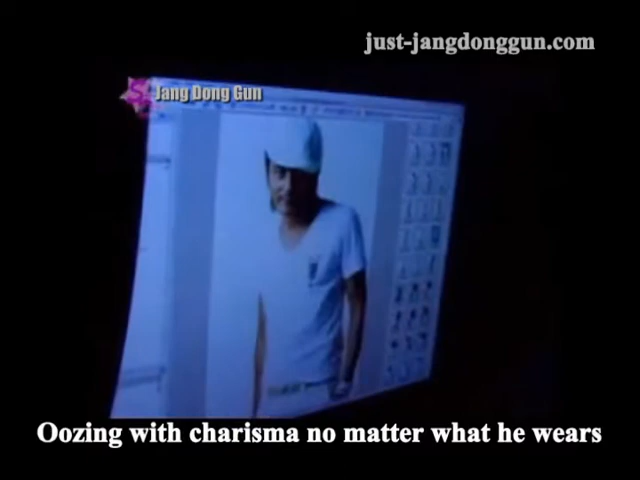 just-jangdonggun.com
Jang Dong Gun
Oozing with charisma no matter what he wears